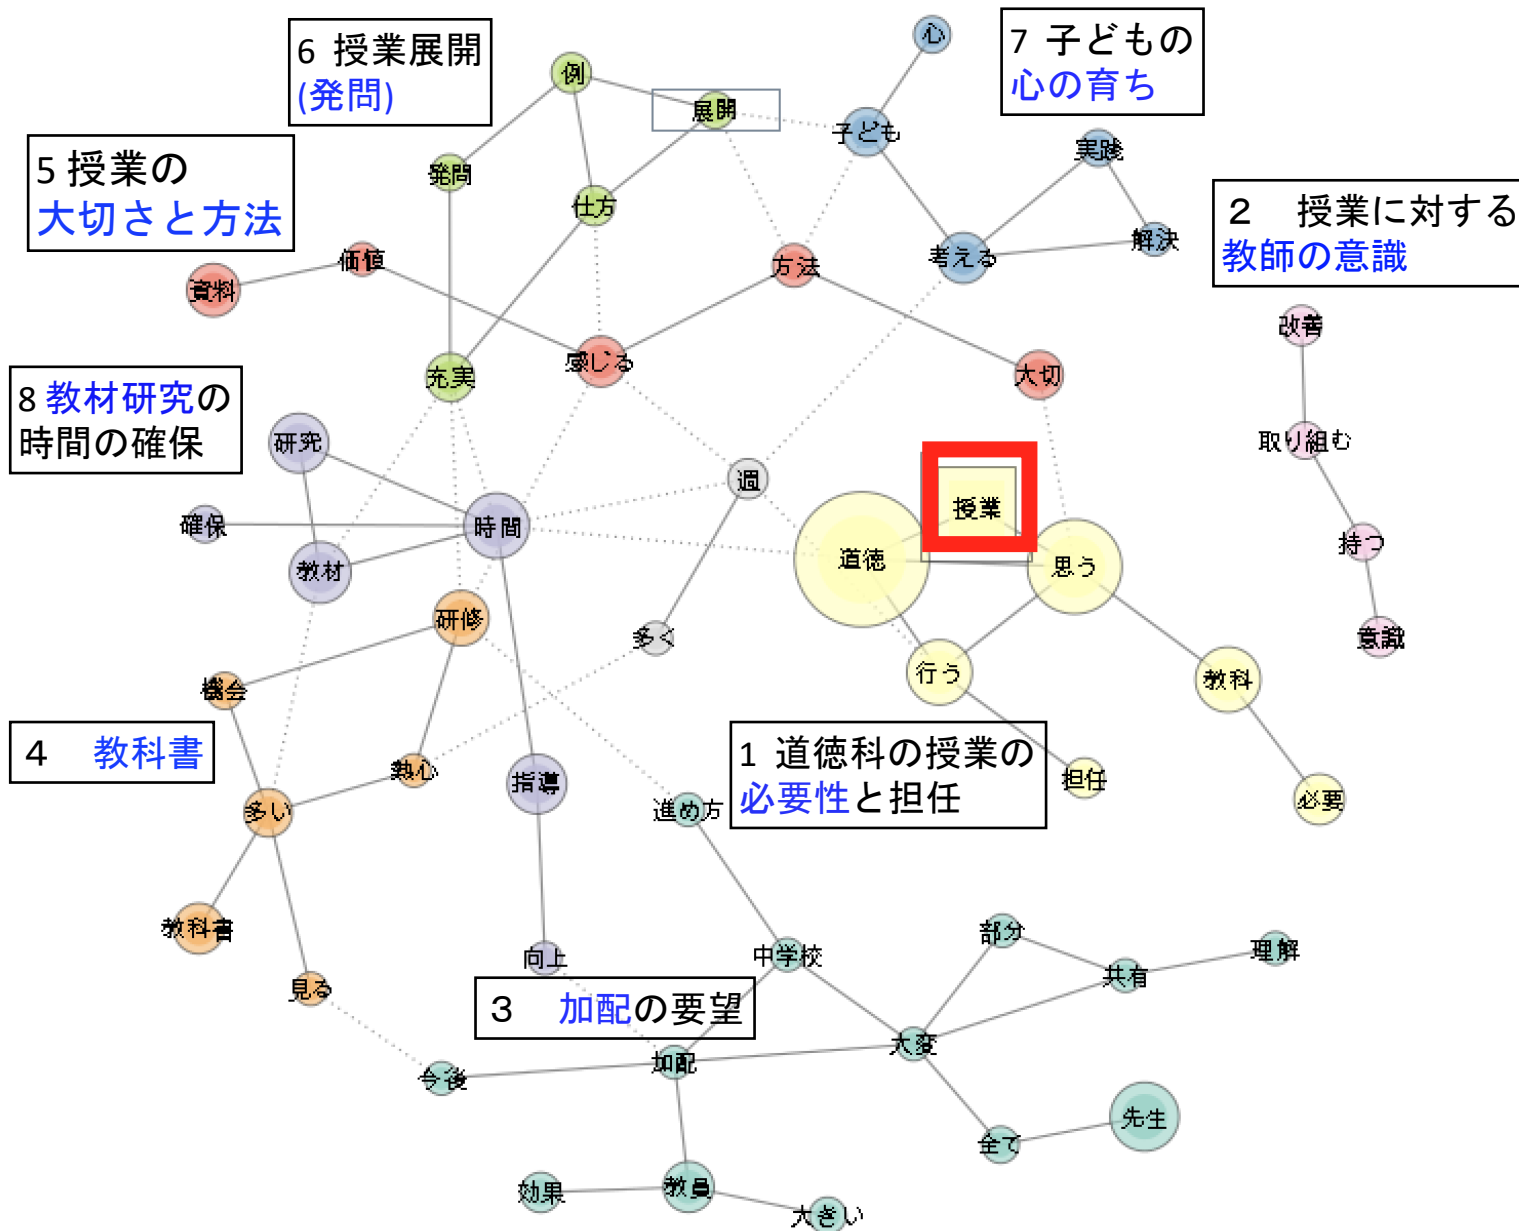 6 授業展開
(発問)
例
展開
心
7 子どもの
心の育ち
子ども
実践
5 授業の
大切さと方法
発問
仕方
2 授業に対する
教師の意識
資料
価値
方法
考える
解決
改善
8 教材研究の
時間の確保
充実
感じる
大切
取り組む
研究
週
授業
確保
時間
道徳
思う
持つ
教材
研修
多く
行う
教科
意識
機会
4 教科書
熱心
指導
進め方
1 道徳科の授業の
必要性と担任
担任
必要
多い
教科書
見る
向上
中学校
部分
共有
理解
3 加配の要望
今後
加配
大変
全て
先生
効果
教員
大きい